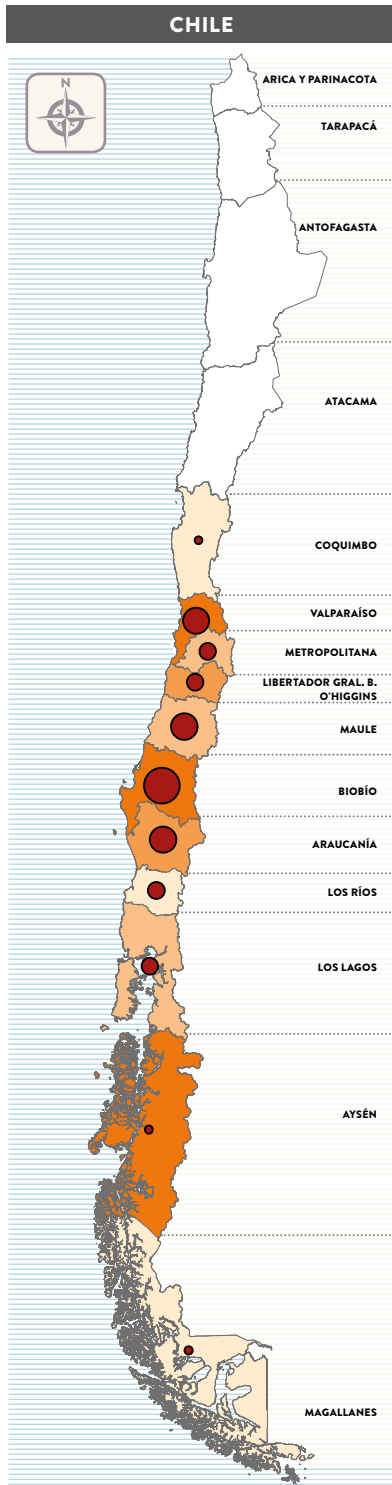 CHILE
N
ARICA Y PARINACOTA
TARAPACÁ
ANTOFAGASTA
ATACAMA
COQUIMBO
VALPARAÍSO
METROPOLITANA
LIBERTADOR GRAL. B.
O'HIGGINS
MAULE
BIOBÍO
ARAUCANÍA
LOS RÍOS
LOS LAGOS
AYSÉN
MAGALLANES